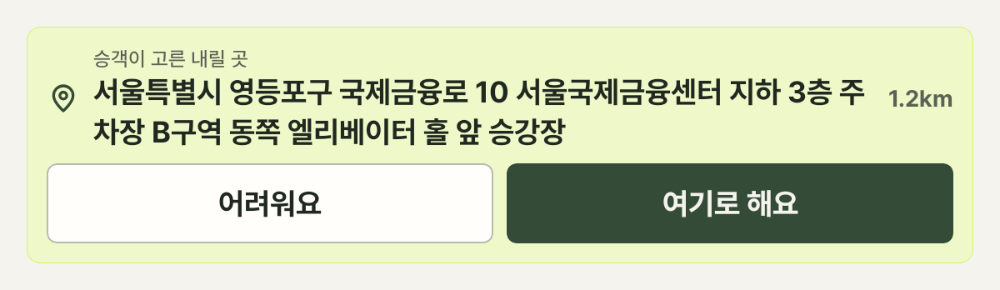 승객이 고른 내릴 곳
서울특별시 영등포구 국제금융로 10 서울국제금융센터 지하 3층 주
차장 B구역 동쪽 엘리베이터 홀 앞 승강장
1.2km
어려워요
여기로 해요